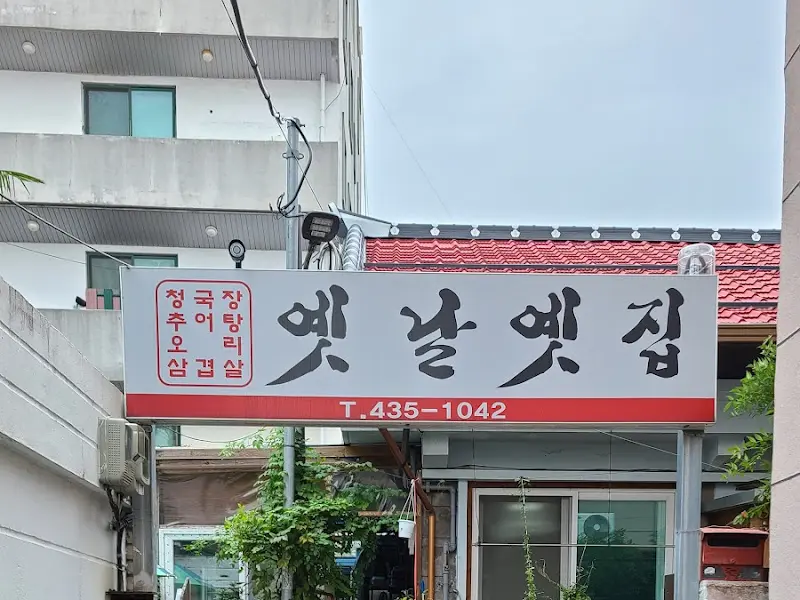 청국장
추어탕
오리
삼겹살
옛날옛집
T.435-1042